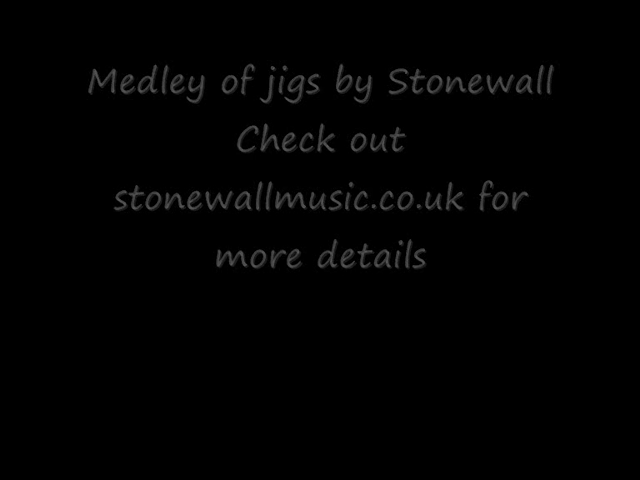 Medley of jigs by Stonewall
Check out
stonewallmusic.co.uk for
more details